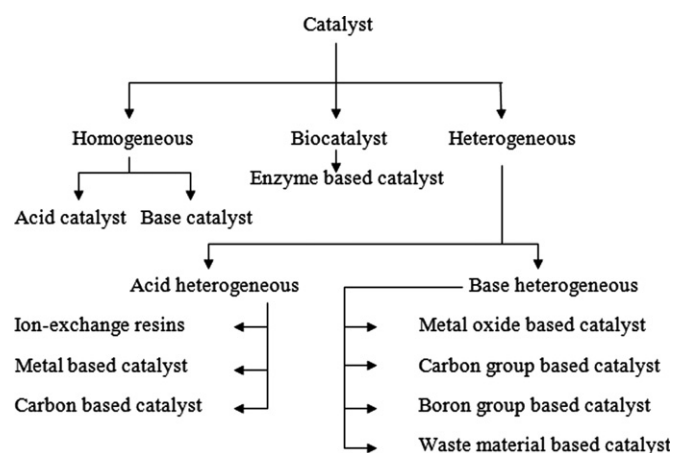 Catalyst
Homogeneous
Biocatalyst
Heterogeneous
Enzyme based catalyst
Acid catalyst
Base catalyst
Acid heterogeneous
Base heterogeneous
Ion-exchange resins
Metal based catalyst
Carbon based catalyst
Metal oxide based catalyst
Carbon group based catalyst
Boron group based catalyst
Waste material based catalyst